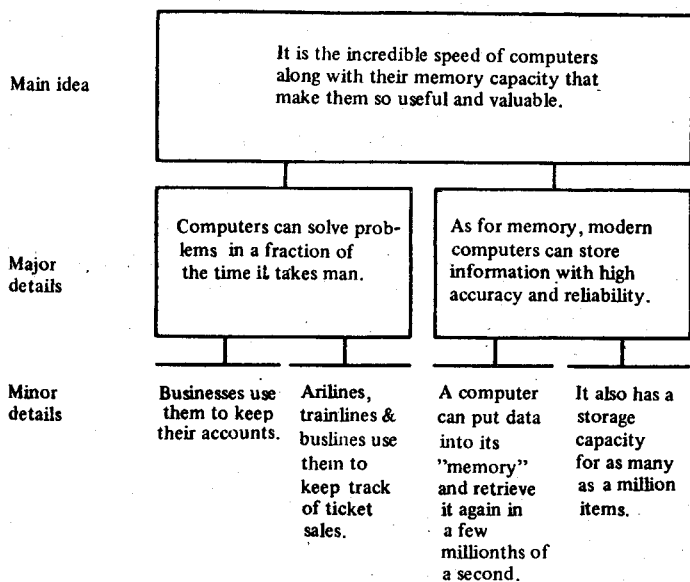 Main idea
It is the incredible speed of computers
along with their memory capacity that
make them so useful and valuable.
Major
details
Computers can solve prob-
lems in a fraction of
the time it takes man.
As for memory, modern
computers can store
information with high
accuracy and reliability.
Minor
details
Businesses use
them to keep
their accounts.
Arilines,
trainlines &
buslines use
them to
keep track
of ticket
sales.
A computer
can put data
into its
"memory"
and retrieve
it again in
a few
millionths of
a second.
It also has a
storage
capacity
for as many
as a million
items.